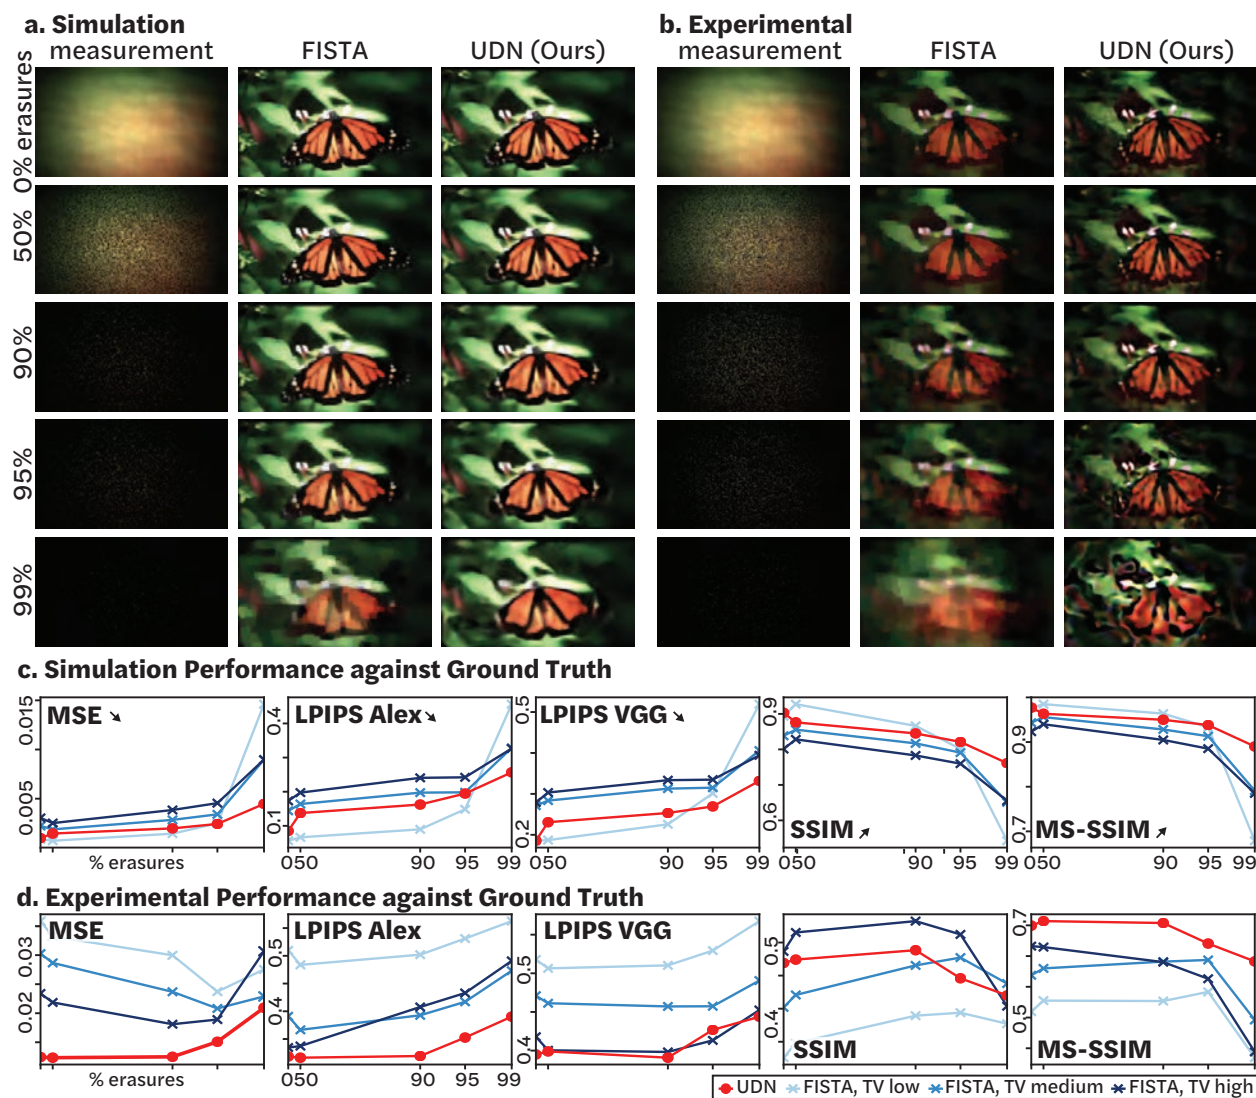 a. Simulation
b. Experimental
measurement FISTA UDN (Ours) measurement FISTA UDN (Ours)
0% erasures
50%
90%
95%
99%
c. Simulation Performance against Ground Truth
MSE ↘
0.015
0.005
% erasures
LPIPS Alex ↘
0.4
0.1
050 90 95 99
LPIPS VGG ↘
0.5
0.2
050 90 95 99
SSIM ↗
0.9
0.6
050 90 95 99
MS-SSIM ↗
0.9
0.7
050 90 95 99
d. Experimental Performance against Ground Truth
MSE
0.03
0.02
% erasures
LPIPS Alex
0.5
0.4
050 90 95 99
LPIPS VGG
0.5
0.4
SSIM
0.5
0.4
MS-SSIM
0.7
0.5
UDN FISTA, TV low FISTA, TV medium FISTA, TV high